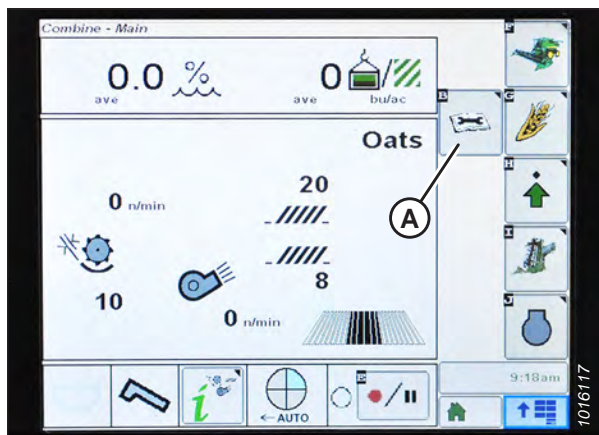 Combine - Main
0.0 %
ave
0 /
ave bu/ac
Oats
0 n/min
20
8
10
0 n/min
← AUTO
i
E
/
B
F
G
H
I
J
9:18am
A
1016117